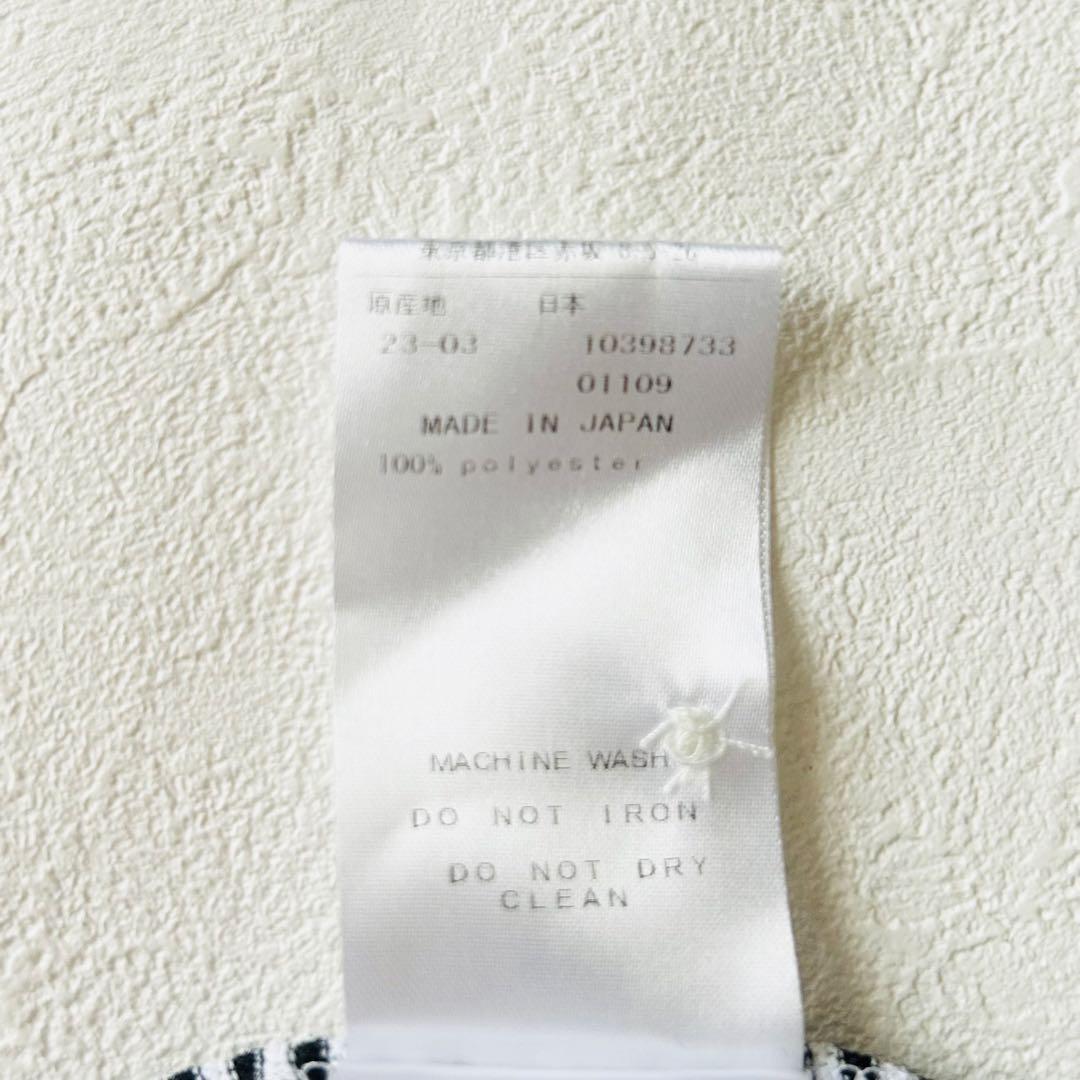 東京都港区赤坂
原産地 日本
23-03 10398733
01109
MADE IN JAPAN
100% polyester
MACHINE WASH
DO NOT IRON
DO NOT DRY
CLEAN